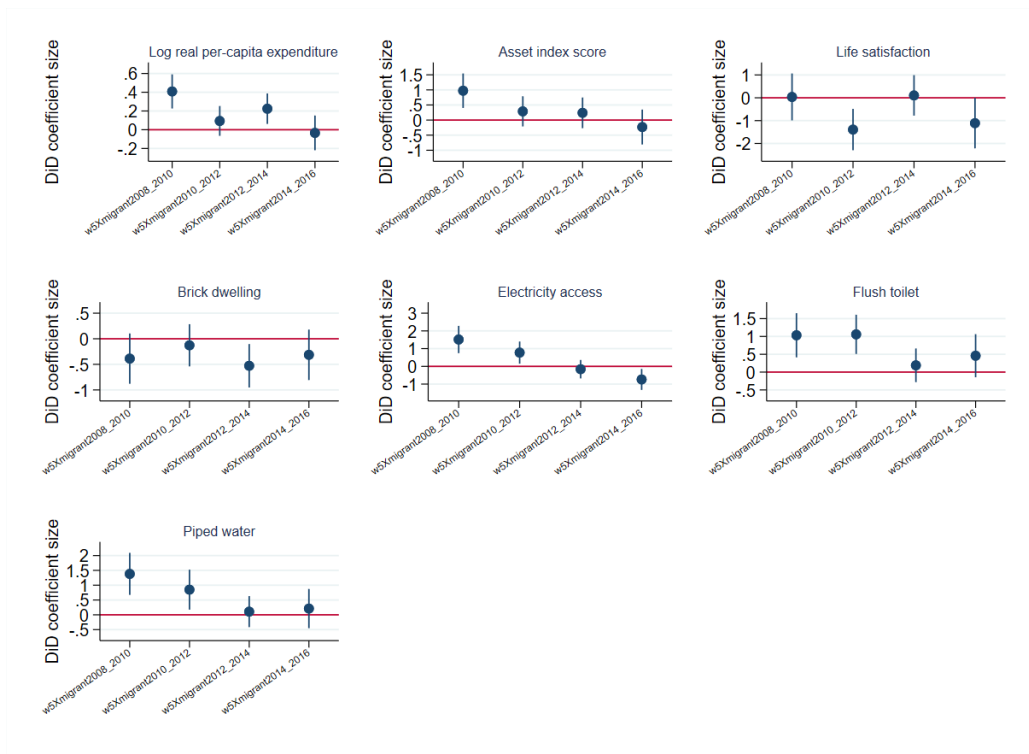 Log real per-capita expenditure
DiD coefficient size
.6
.4
.2
0
-.2
w5Xmigrant2008_2010
w5Xmigrant2010_2012
w5Xmigrant2012_2014
w5Xmigrant2014_2016
Asset index score
DiD coefficient size
1.5
1
.5
0
-.5
-1
w5Xmigrant2008_2010
w5Xmigrant2010_2012
w5Xmigrant2012_2014
w5Xmigrant2014_2016
Life satisfaction
DiD coefficient size
1
0
-1
-2
w5Xmigrant2008_2010
w5Xmigrant2010_2012
w5Xmigrant2012_2014
w5Xmigrant2014_2016
Brick dwelling
DiD coefficient size
.5
0
-.5
-1
w5Xmigrant2008_2010
w5Xmigrant2010_2012
w5Xmigrant2012_2014
w5Xmigrant2014_2016
Electricity access
DiD coefficient size
3
2
1
0
-1
w5Xmigrant2008_2010
w5Xmigrant2010_2012
w5Xmigrant2012_2014
w5Xmigrant2014_2016
Flush toilet
DiD coefficient size
1.5
1
.5
0
-.5
w5Xmigrant2008_2010
w5Xmigrant2010_2012
w5Xmigrant2012_2014
w5Xmigrant2014_2016
Piped water
DiD coefficient size
2
1.5
1
.5
0
-.5
w5Xmigrant2008_2010
w5Xmigrant2010_2012
w5Xmigrant2012_2014
w5Xmigrant2014_2016